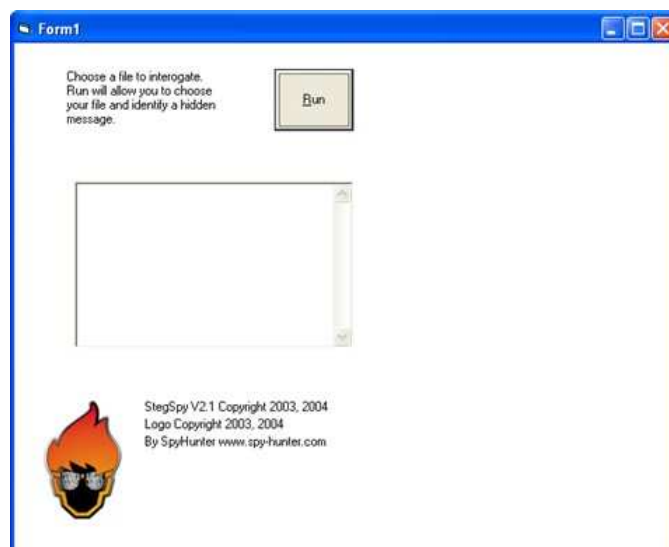 Form1
Choose a file to interogate.
Run will allow you to choose
your file and identify a hidden
message.
Run
StegSpy V2.1 Copyright 2003, 2004
Logo Copyright 2003, 2004
By SpyHunter www.spy-hunter.com